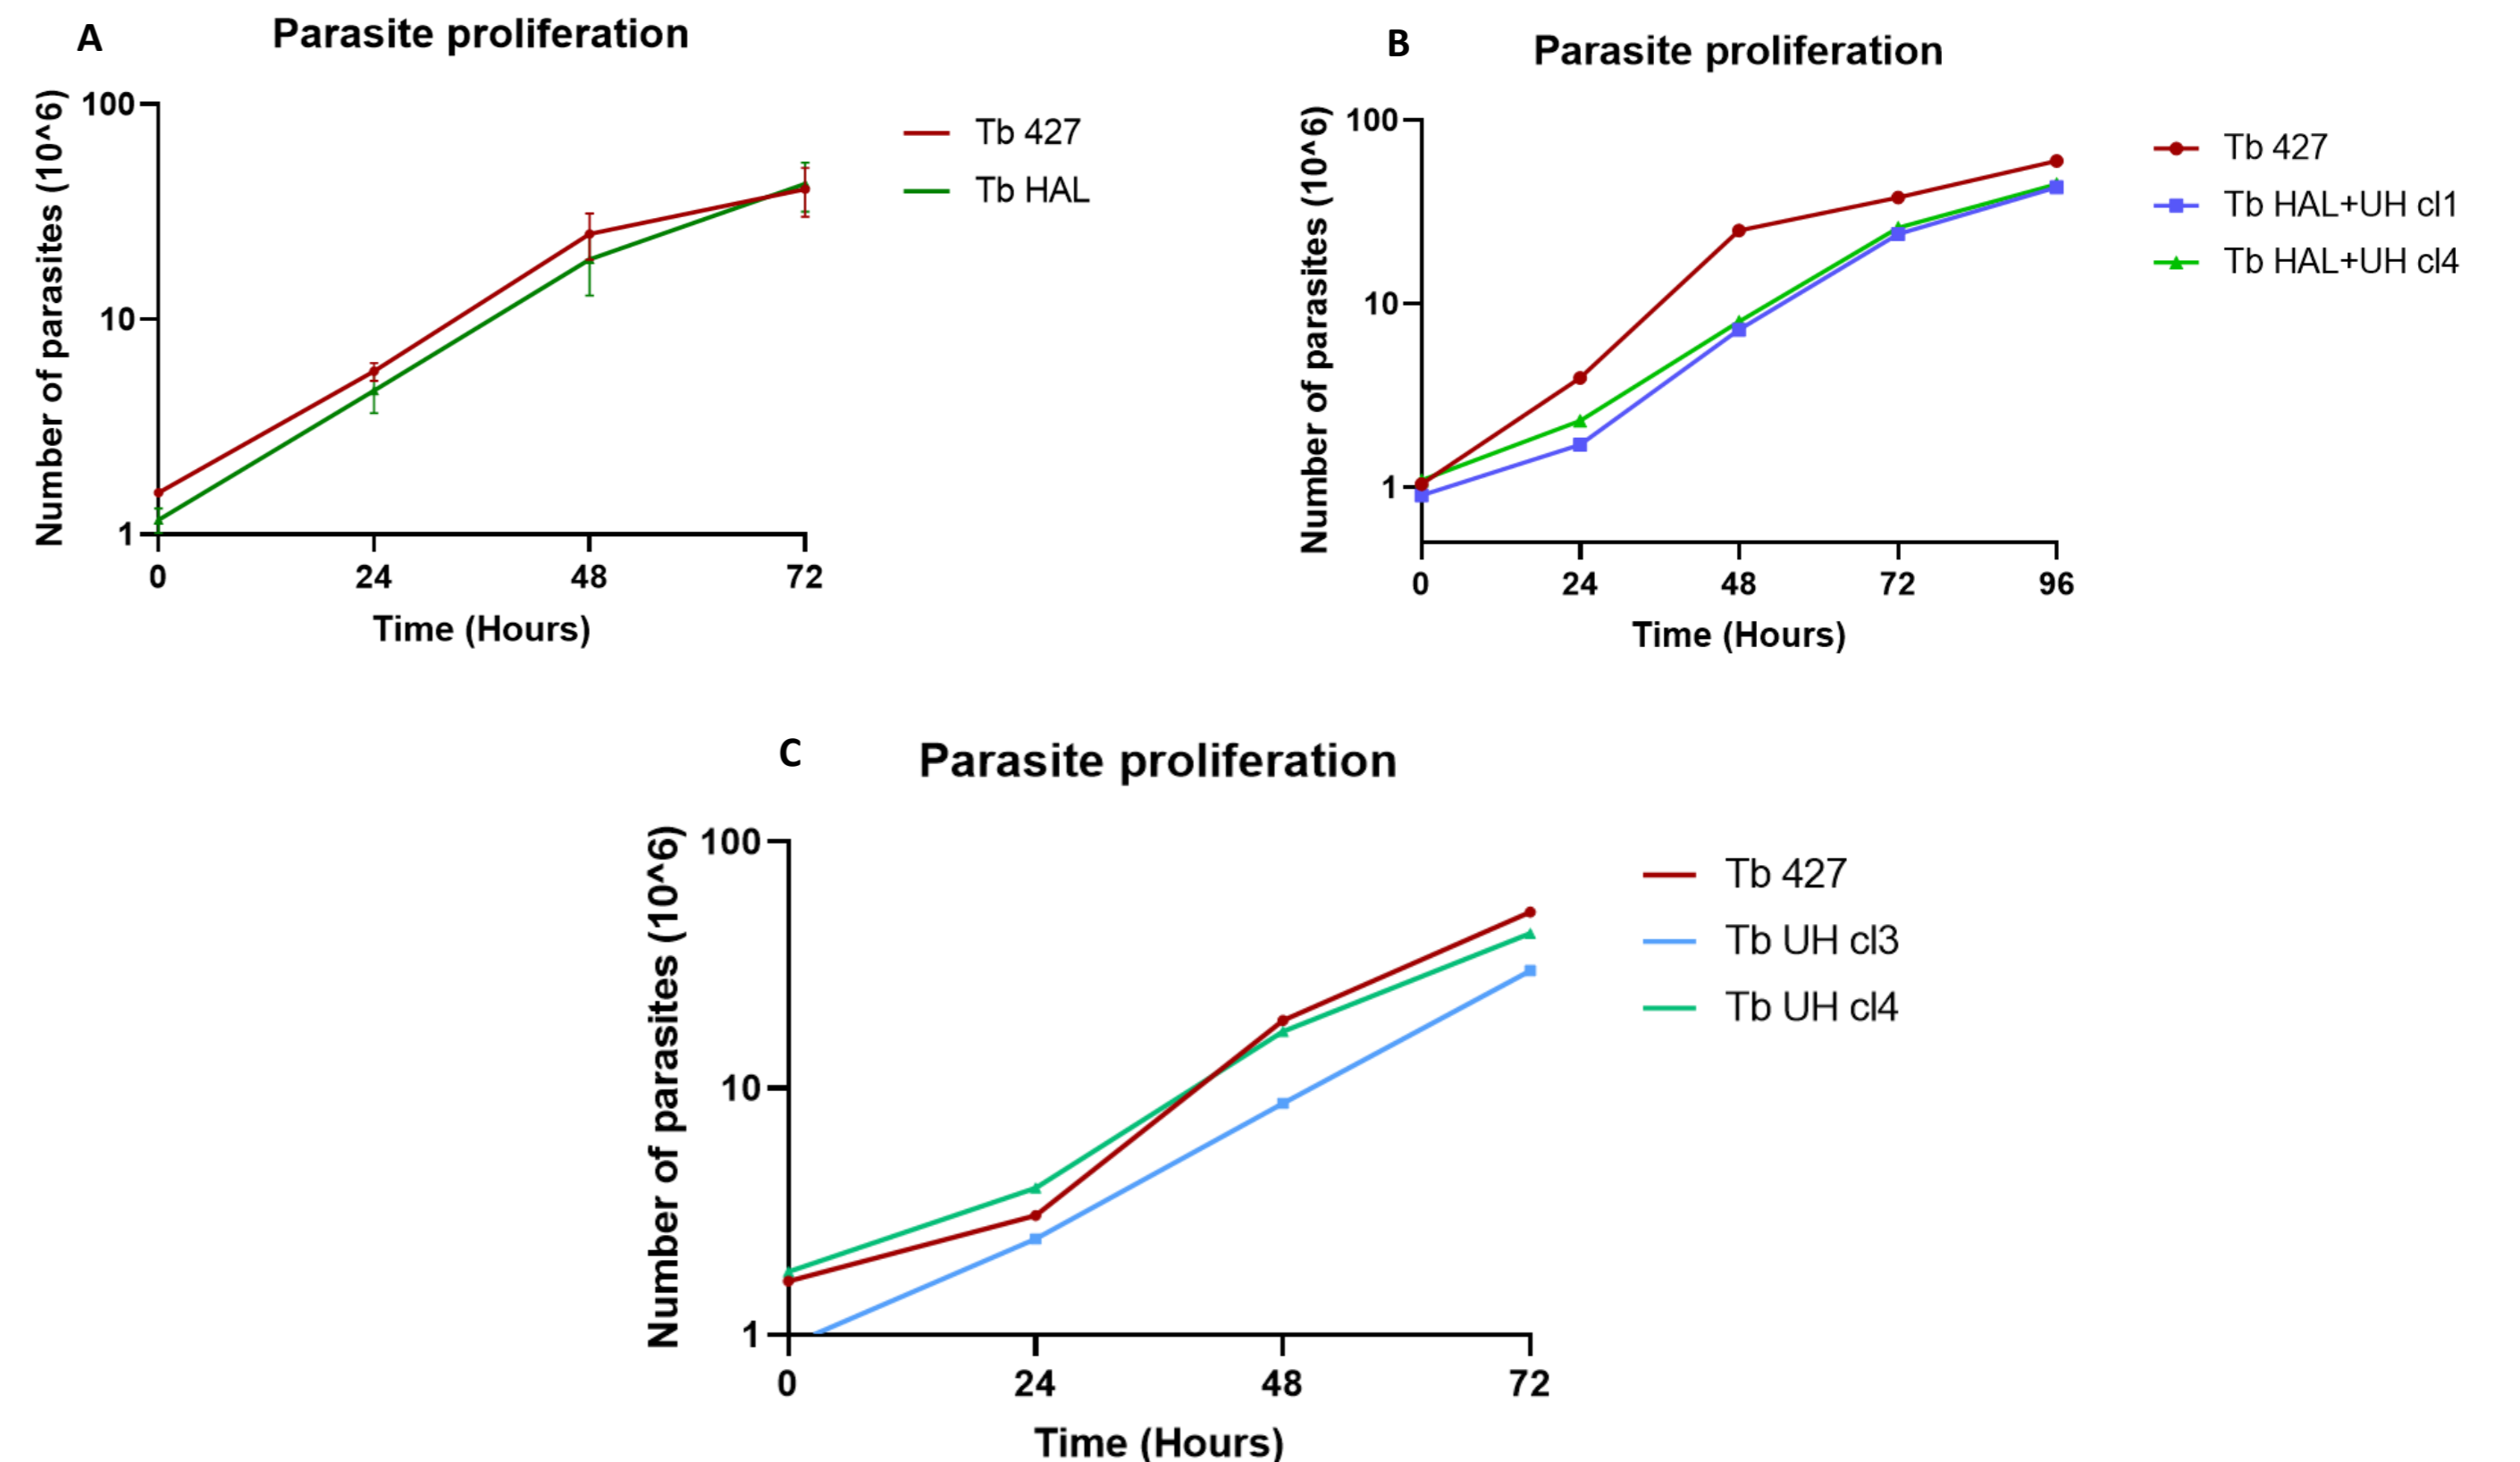 A
Parasite proliferation
Number of parasites (10^6)
100
10
1
0 24 48 72
Time (Hours)
Tb 427
Tb HAL
B
Parasite proliferation
Number of parasites (10^6)
100
10
1
0 24 48 72 96
Time (Hours)
Tb 427
Tb HAL+UH cl1
Tb HAL+UH cl4
C
Parasite proliferation
Number of parasites (10^6)
100
10
1
0 24 48 72
Time (Hours)
Tb 427
Tb UH cl3
Tb UH cl4